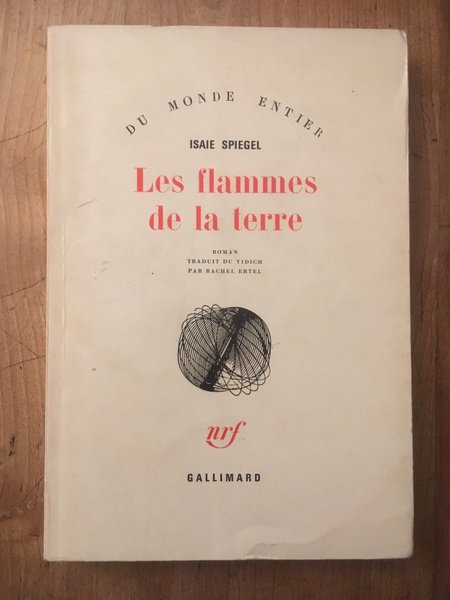 DU MONDE ENTIER
ISAIE SPIEGEL
Les flammes
de la terre
ROMAN
TRADUIT DU YIDICH
PAR RACHEL ERTEL
nrf
GALLIMARD